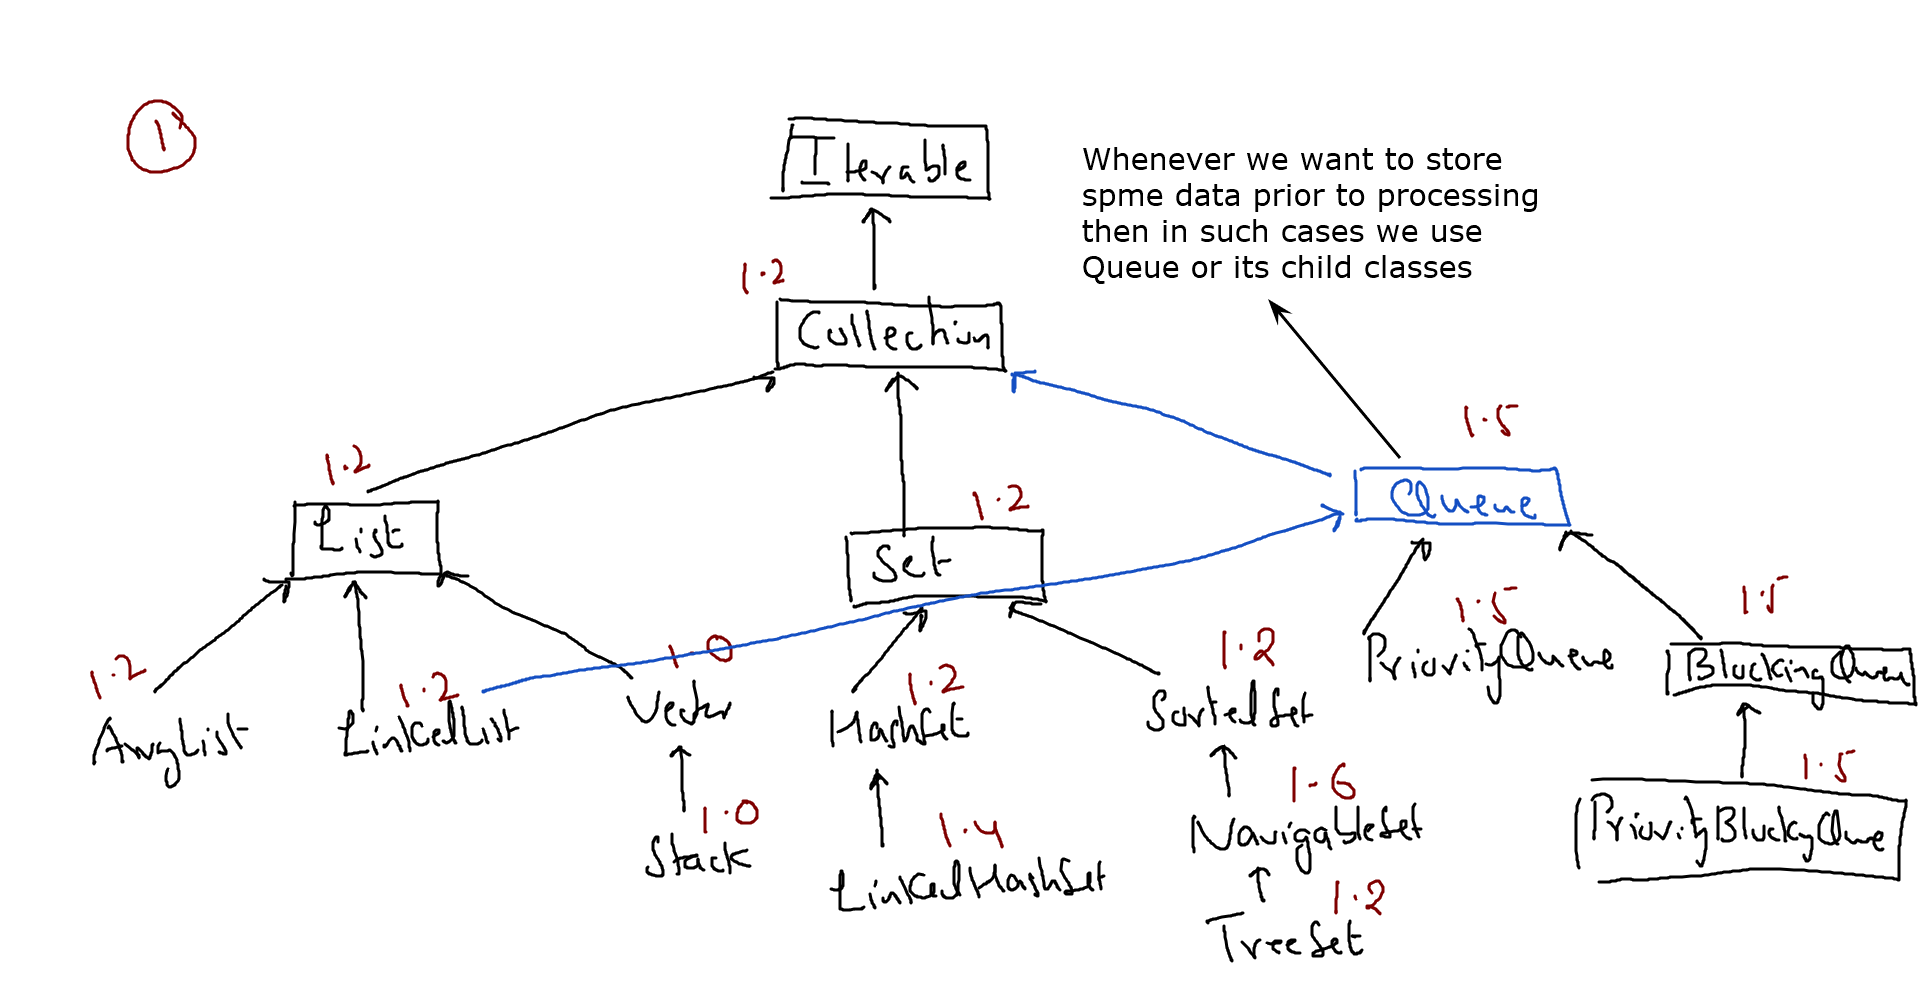 1
Iterable
Whenever we want to store
spme data prior to processing
then in such cases we use
Queue or its child classes
1.2
Collection
1.2
List
1.2
Set
1.5
Queue
1.2
ArrayList
1.2
LinkedList
1.0
Vector
1.0
Stack
1.2
HashSet
1.4
LinkedHashSet
1.2
SortedSet
1.6
NavigableSet
1.2
TreeSet
1.5
PriorityQueue
1.5
BlockingQueue
1.5
PriorityBlockingQueue